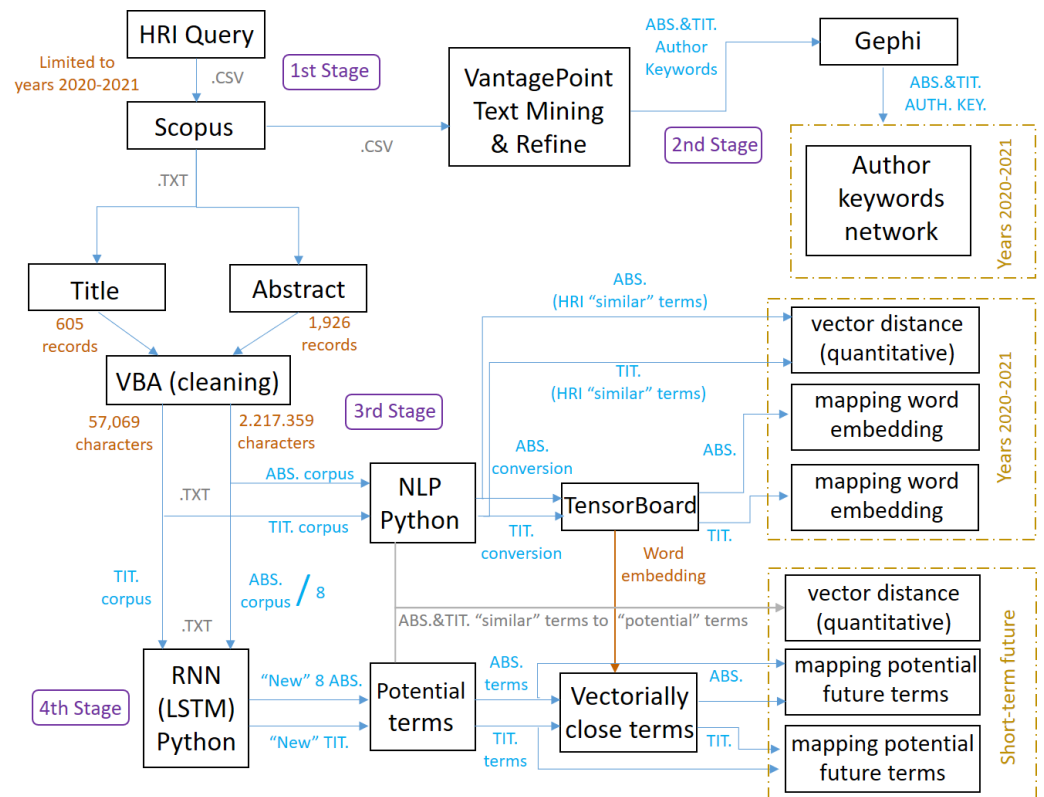 HRI Query
Limited to
years 2020-2021
.CSV
1st Stage
Scopus
.CSV
VantagePoint
Text Mining
& Refine
ABS.&TIT.
Author
Keywords
2nd Stage
Gephi
ABS.&TIT.
AUTH. KEY.
Author
keywords
network
Years 2020-2021
.TXT
Title
Abstract
605
records
1,926
records
VBA (cleaning)
57,069
characters
2.217.359
characters
3rd Stage
ABS.
(HRI “similar” terms)
TIT.
(HRI “similar” terms)
vector distance
(quantitative)
mapping word
embedding
mapping word
embedding
Years 2020-2021
ABS. corpus
.TXT
TIT. corpus
NLP
Python
ABS.
conversion
TIT.
conversion
TensorBoard
ABS.
TIT.
Word
embedding
TIT.
corpus
ABS.
corpus / 8
.TXT
ABS.&TIT. “similar” terms to “potential” terms
vector distance
(quantitative)
4th Stage
RNN
(LSTM)
Python
“New” 8 ABS.
“New” TIT.
Potential
terms
ABS.
terms
TIT.
terms
Vectorially
close terms
ABS.
TIT.
mapping potential
future terms
mapping potential
future terms
Short-term future